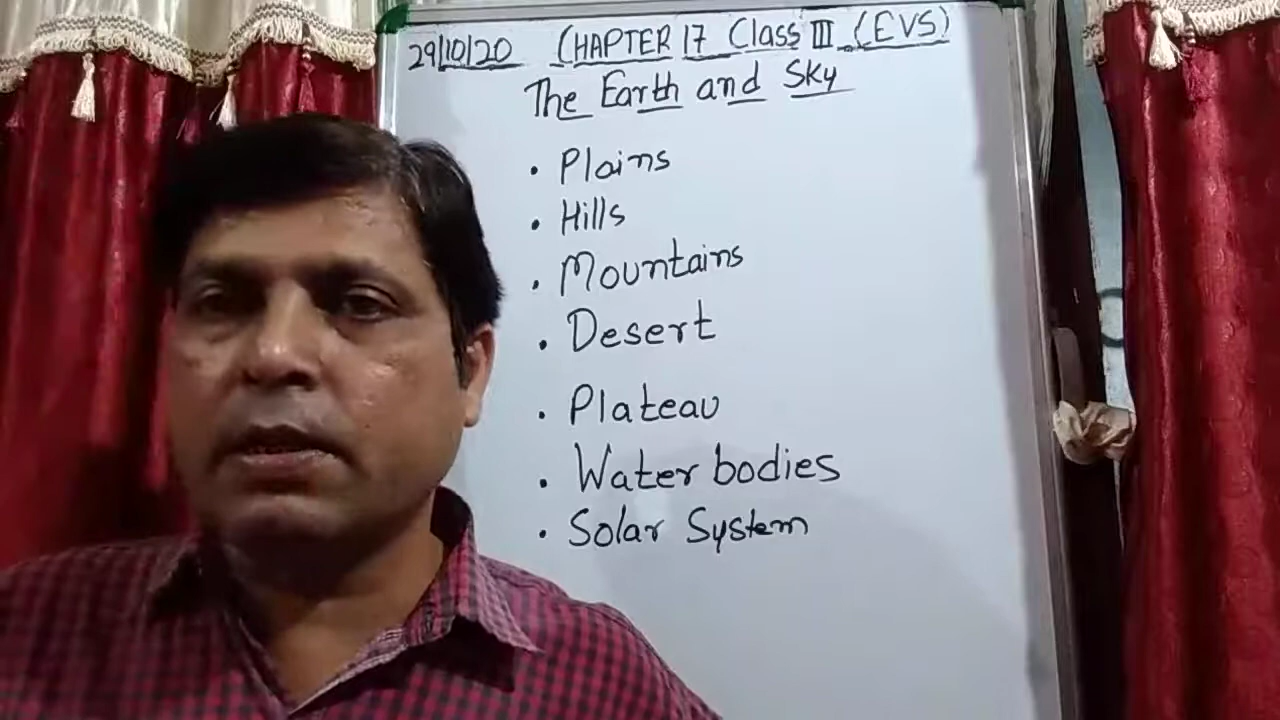 29/10/20 CHAPTER 17 Class III (EVS)
The Earth and Sky
• Plains
• Hills
• Mountains
• Desert
• Plateau
• Water bodies
• Solar System